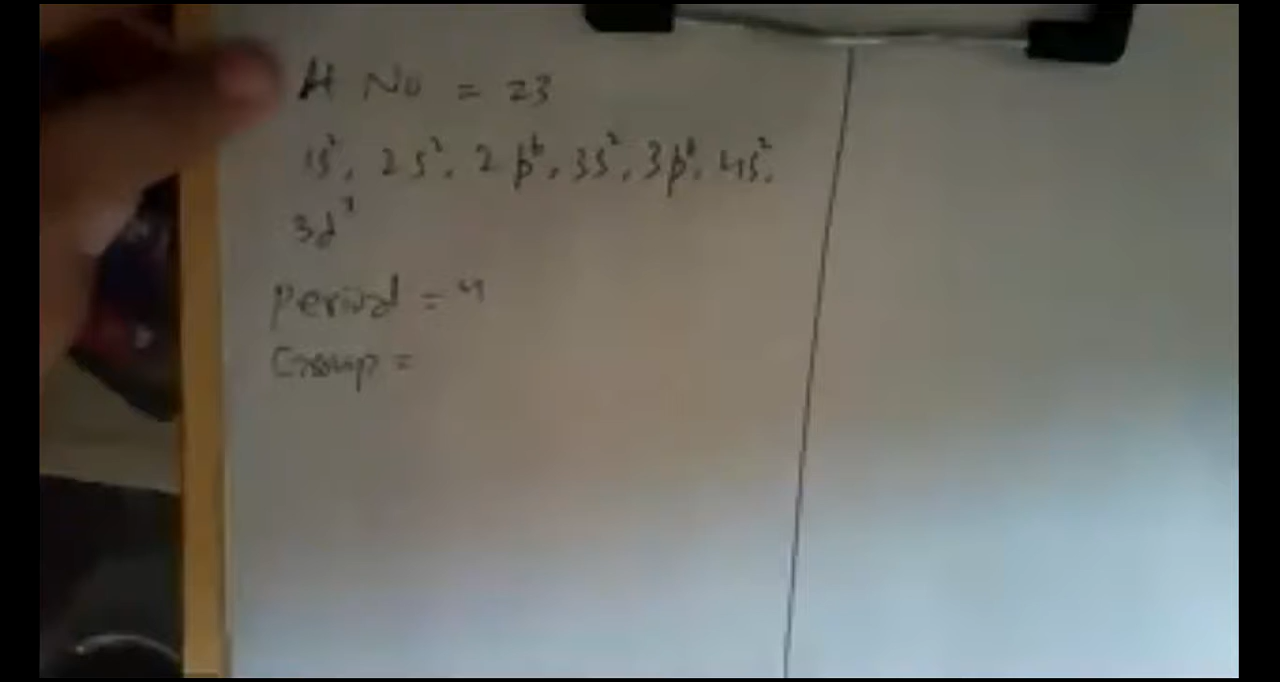 At No = 23
1s², 2s², 2p⁶, 3s², 3p⁶, 4s²,
3d³
Period = 4
Group =